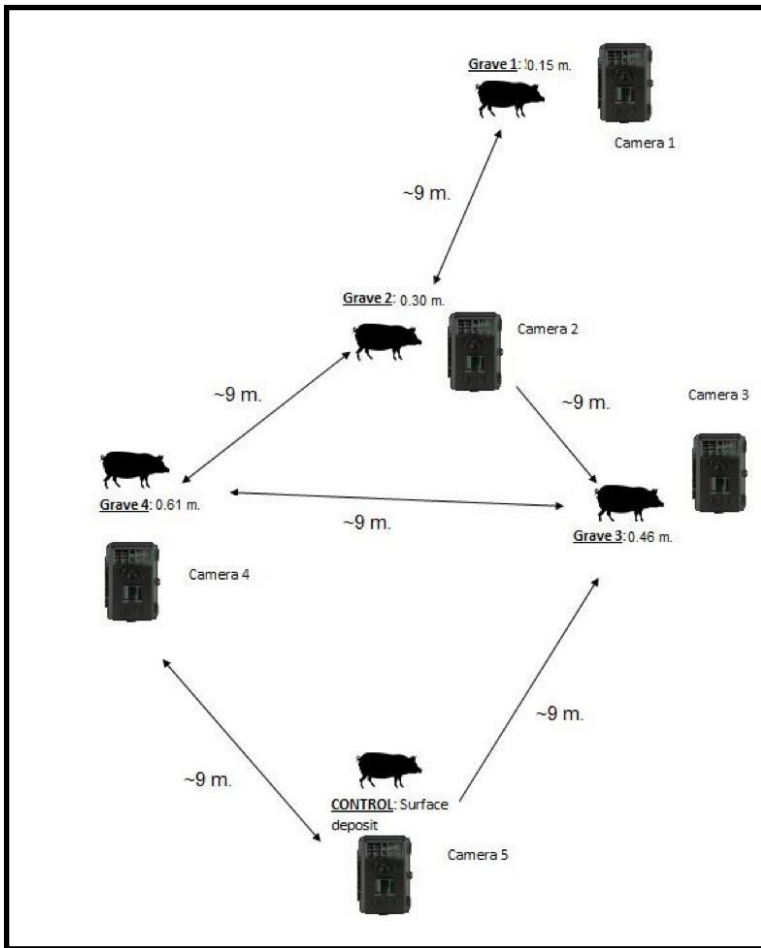 Grave 1: 0.15 m.
Camera 1
~9 m.
Grave 2: 0.30 m.
Camera 2
~9 m.
~9 m.
Camera 3
Grave 4: 0.61 m.
~9 m.
Grave 3: 0.46 m.
Camera 4
~9 m.
~9 m.
CONTROL: Surface
deposit
Camera 5